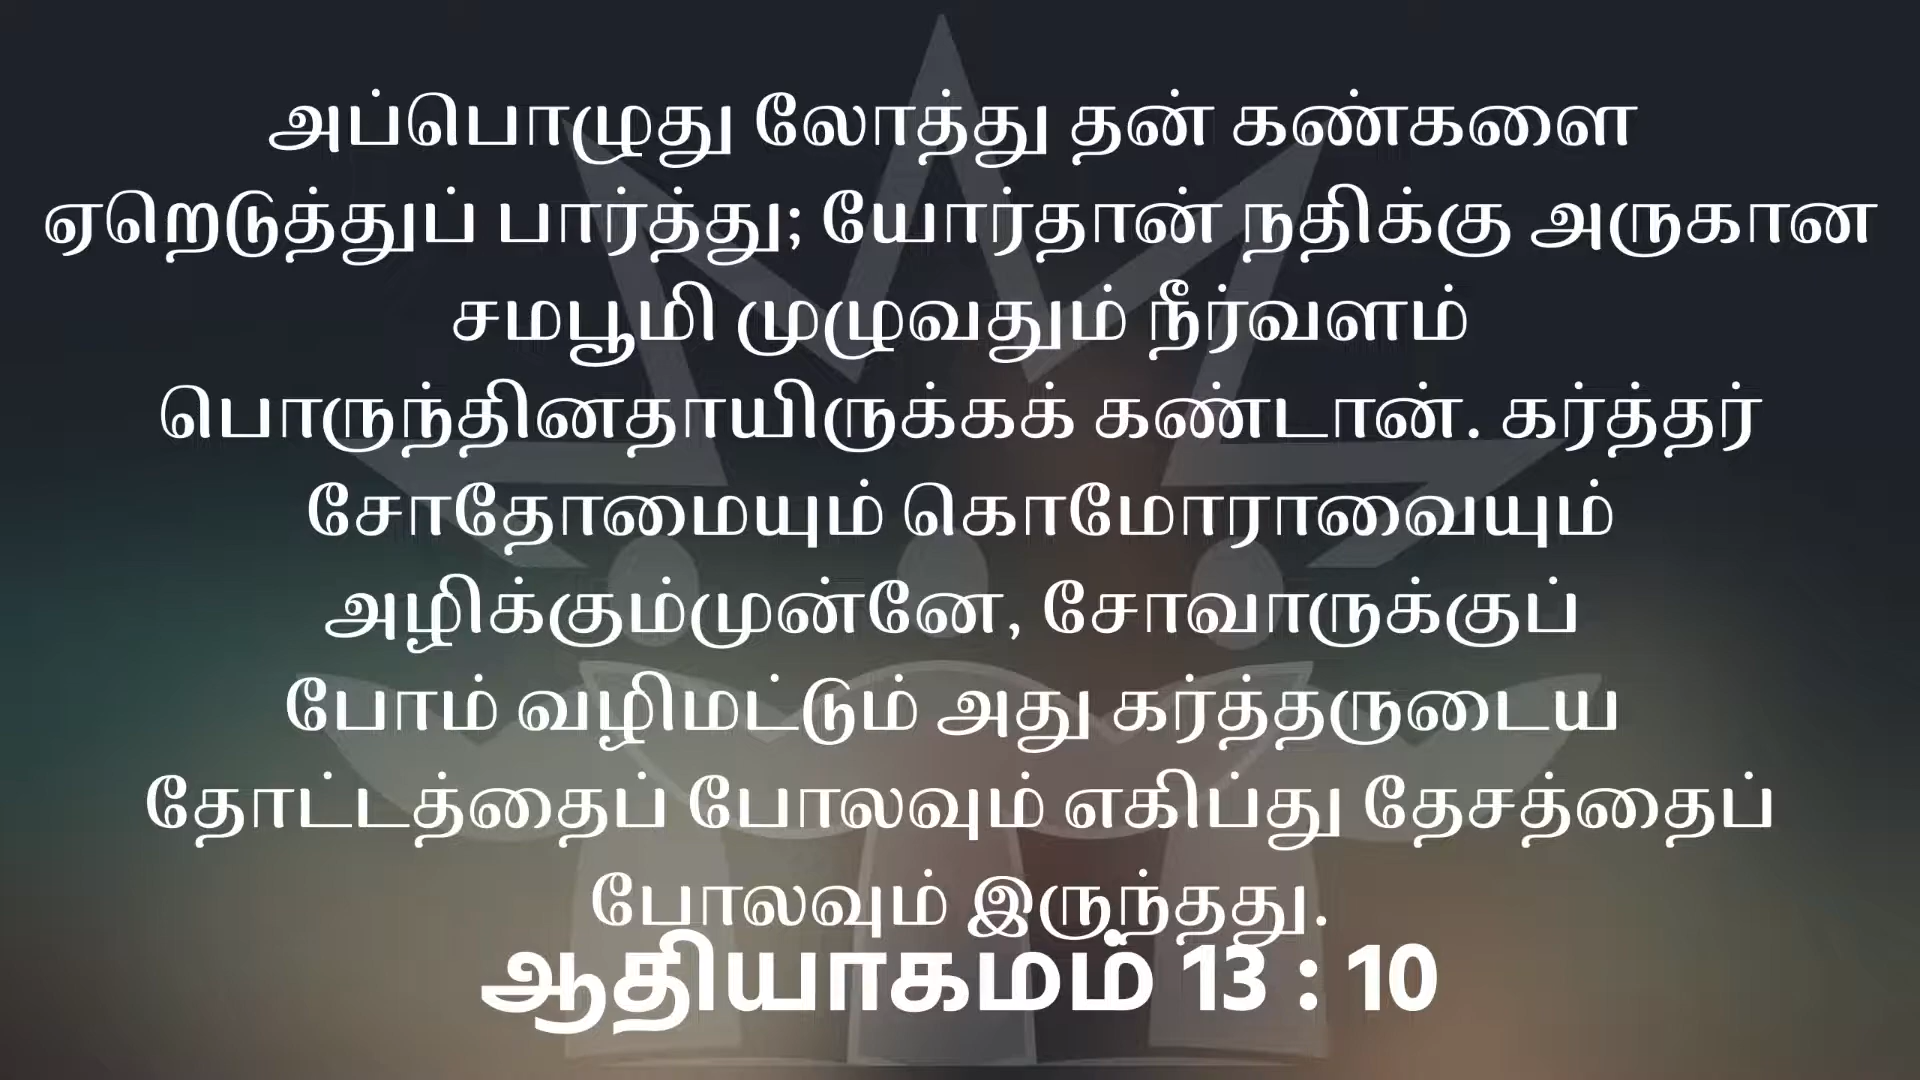 அப்பொழுது லோத்து தன் கண்களை
ஏறெடுத்துப் பார்த்து; யோர்தான் நதிக்கு அருகான
சமபூமி முழுவதும் நீர்வளம்
பொருந்தினதாயிருக்கக் கண்டான். கர்த்தர்
சோதோமையும் கொமோராவையும்
அழிக்கும்முன்னே, சோவாருக்குப்
போம் வழிமட்டும் அது கர்த்தருடைய
தோட்டத்தைப் போலவும் எகிப்து தேசத்தைப்
போலவும் இருந்தது.
ஆதியாகமம் 13 : 10